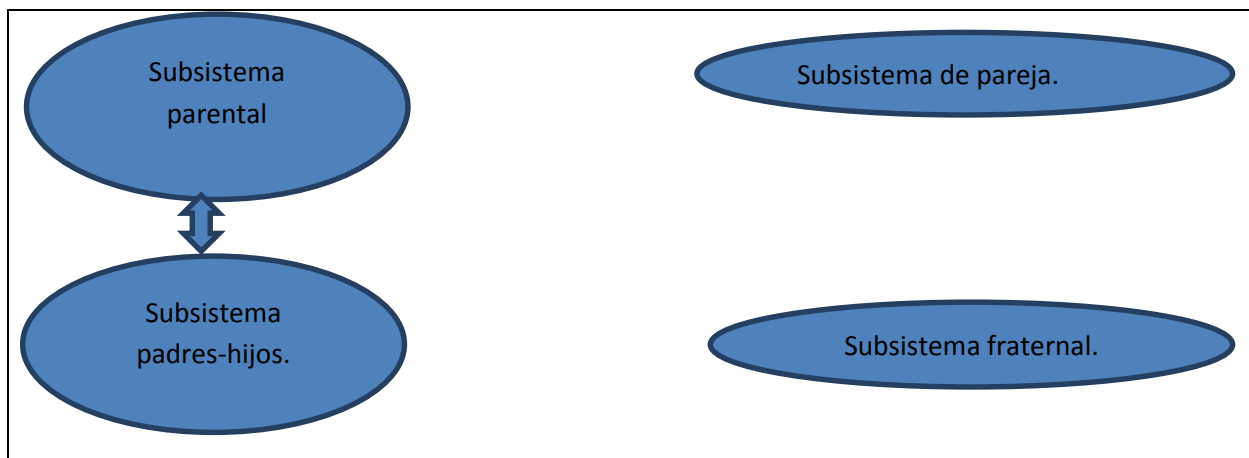 Subsistema
parental
Subsistema de pareja.
Subsistema
padres-hijos.
Subsistema fraternal.